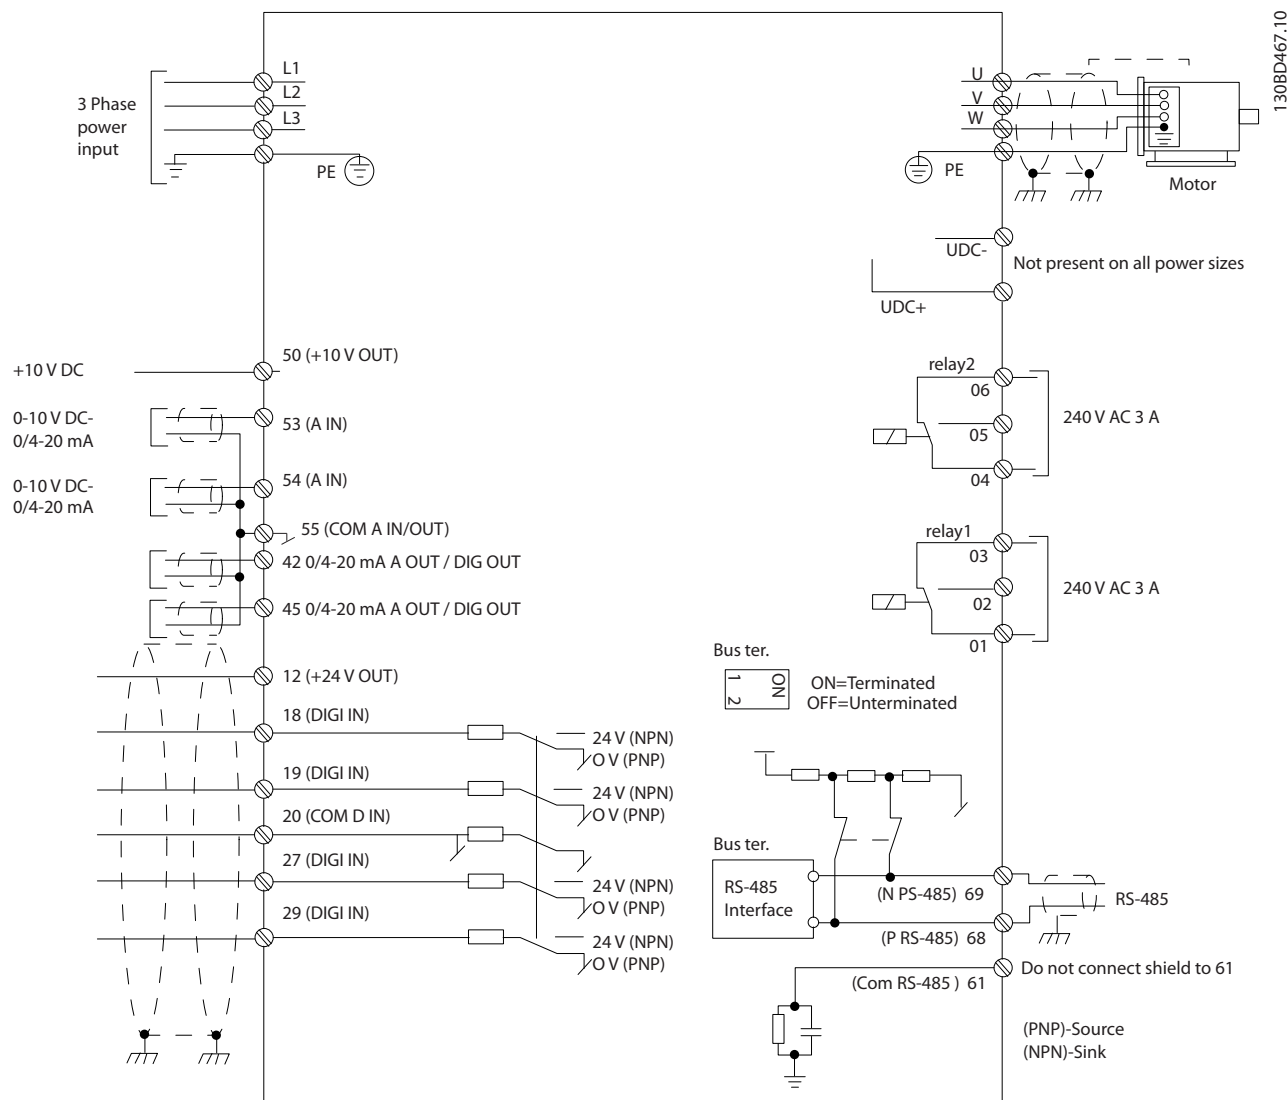 130BD467.10
L1
L2
L3
3 Phase
power
input
PE
U
V
W
PE
Motor
UDC-
Not present on all power sizes
UDC+
+10 V DC
50 (+10 V OUT)
0-10 V DC-
0/4-20 mA
53 (A IN)
0-10 V DC-
0/4-20 mA
54 (A IN)
55 (COM A IN/OUT)
42 0/4-20 mA A OUT / DIG OUT
45 0/4-20 mA A OUT / DIG OUT
12 (+24 V OUT)
18 (DIGI IN)
24 V (NPN)
O V (PNP)
19 (DIGI IN)
24 V (NPN)
O V (PNP)
20 (COM D IN)
27 (DIGI IN)
24 V (NPN)
O V (PNP)
29 (DIGI IN)
24 V (NPN)
O V (PNP)
relay2
06
05
04
240 V AC 3 A
relay1
03
02
01
240 V AC 3 A
Bus ter.
1
2
ON
ON=Terminated
OFF=Unterminated
Bus ter.
RS-485
Interface
(N PS-485) 69
RS-485
(P RS-485) 68
(Com RS-485 ) 61
Do not connect shield to 61
(PNP)-Source
(NPN)-Sink